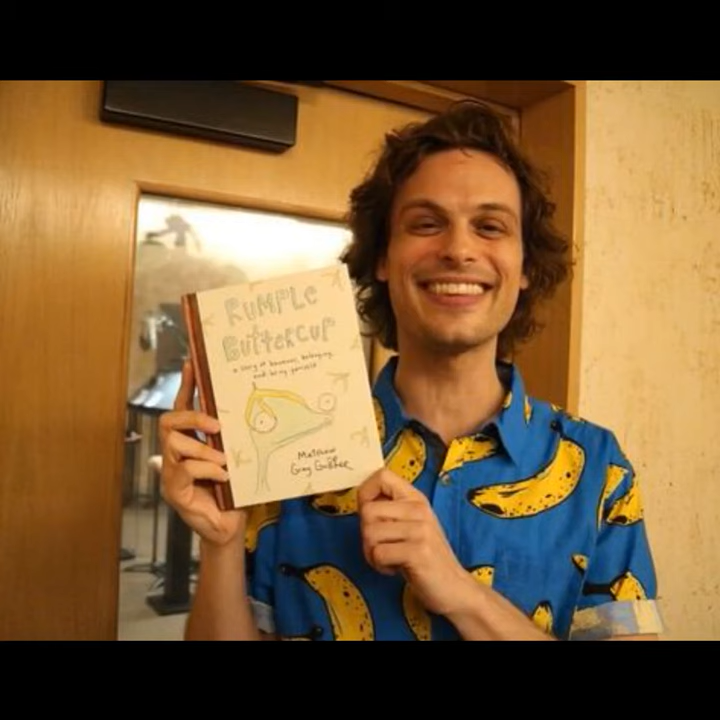 RUMPLE
BUTTERCUP
a story of bananas, belonging
and being yourself
Matthew
Gray Gubler